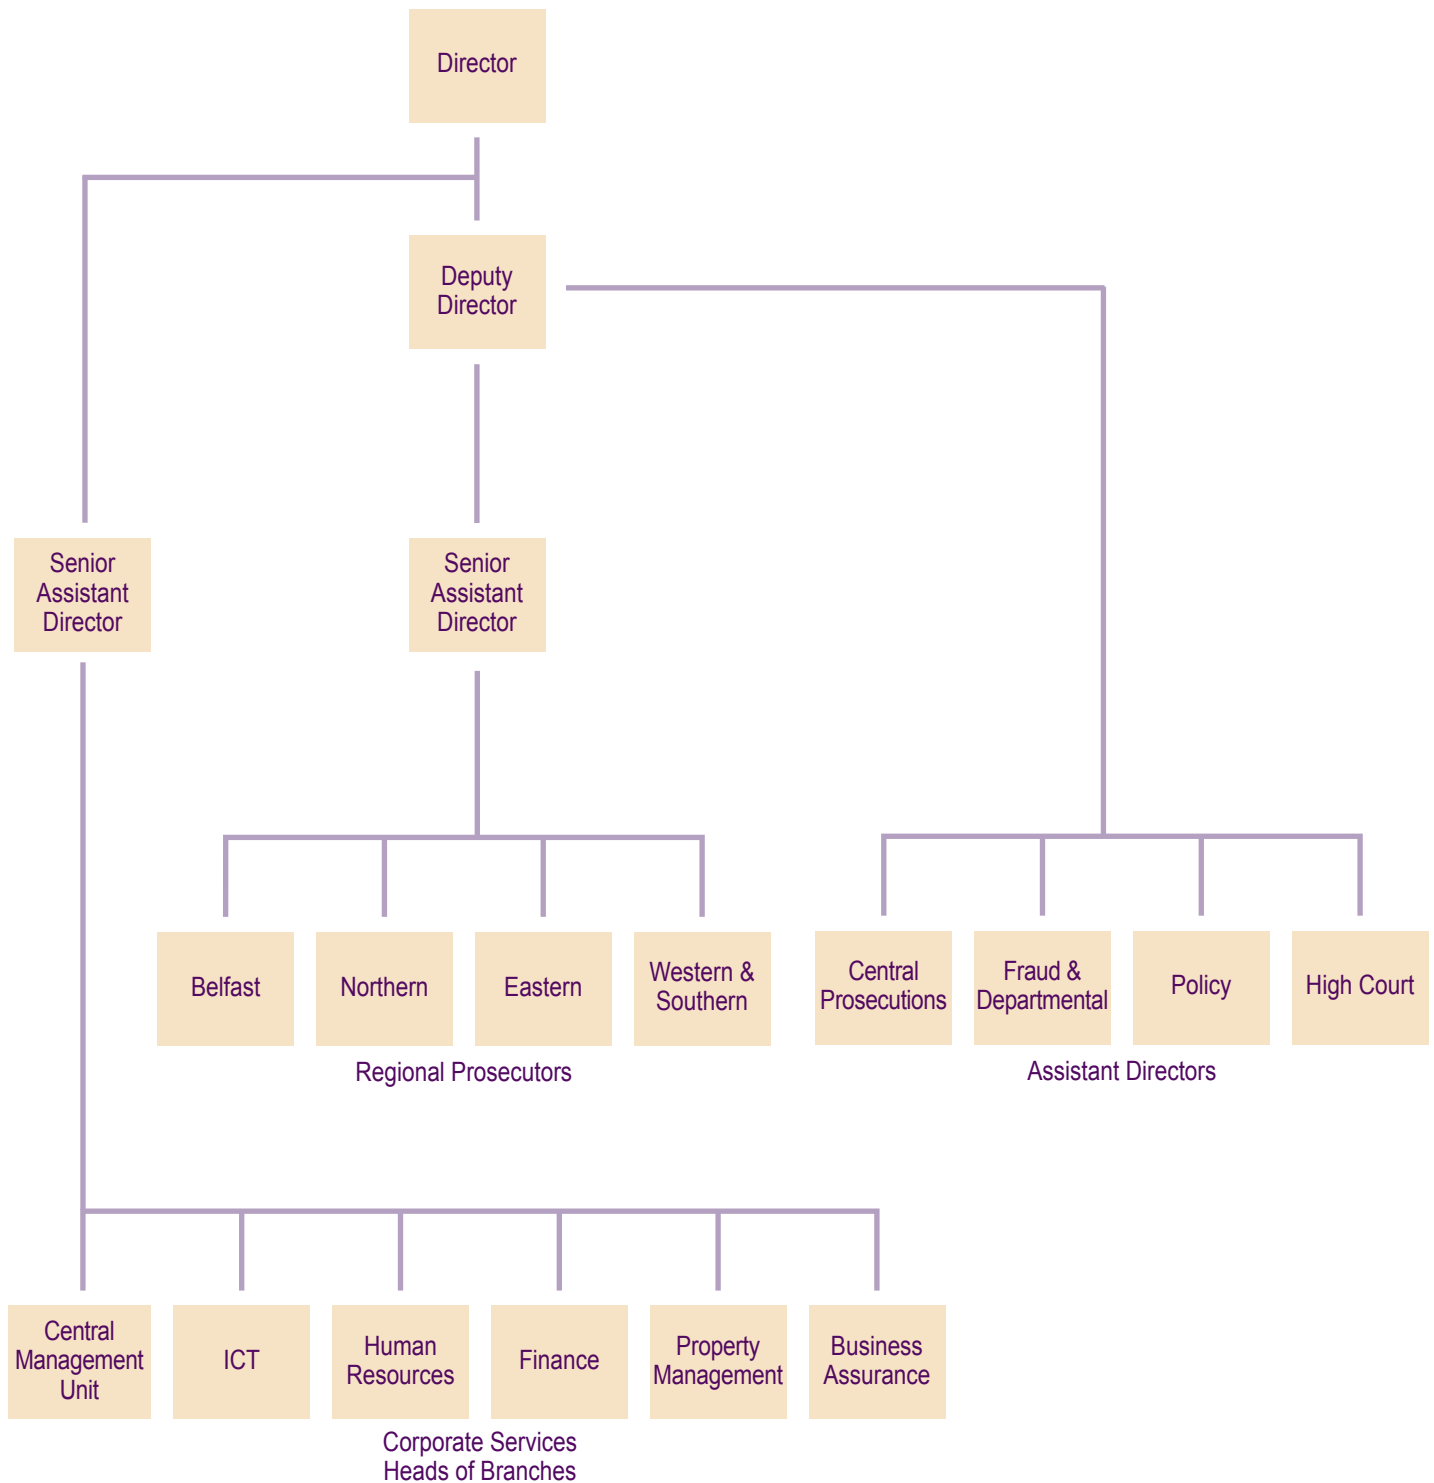 Director
Deputy
Director
Senior
Assistant
Director
Senior
Assistant
Director
Belfast
Northern
Eastern
Western &
Southern
Regional Prosecutors
Central
Prosecutions
Fraud &
Departmental
Policy
High Court
Assistant Directors
Central
Management
Unit
ICT
Human
Resources
Finance
Property
Management
Business
Assurance
Corporate Services
Heads of Branches